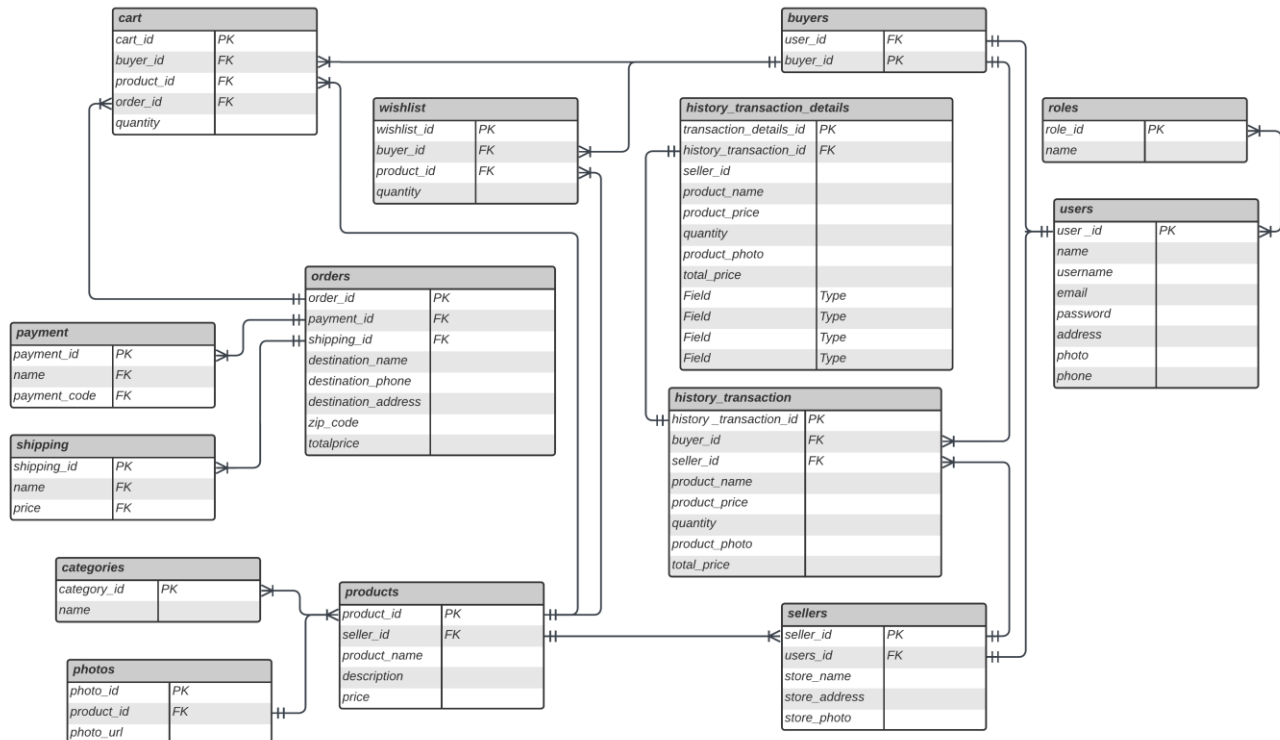 cart
cart_id PK
buyer_id FK
product_id FK
order_id FK
quantity
buyers
user_id FK
buyer_id PK
wishlist
wishlist_id PK
buyer_id FK
product_id FK
quantity
history_transaction_details
transaction_details_id PK
history_transaction_id FK
seller_id
product_name
product_price
quantity
product_photo
total_price
Field Type
Field Type
Field Type
Field Type
roles
role_id PK
name
users
user _id PK
name
username
email
password
address
photo
phone
orders
order_id PK
payment_id FK
shipping_id FK
destination_name
destination_phone
destination_address
zip_code
totalprice
payment
payment_id PK
name FK
payment_code FK
shipping
shipping_id PK
name FK
price FK
history_transaction
history _transaction_id PK
buyer_id FK
seller_id FK
product_name
product_price
quantity
product_photo
total_price
categories
category_id PK
name
products
product_id PK
seller_id FK
product_name
description
price
sellers
seller_id PK
users_id FK
store_name
store_address
store_photo
photos
photo_id PK
product_id FK
photo_url